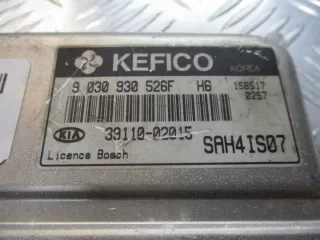 KEFICO KOREA
9 030 930 526F H6 158517
0257
KIA 39110-02015
Licence Bosch SAH4IS07